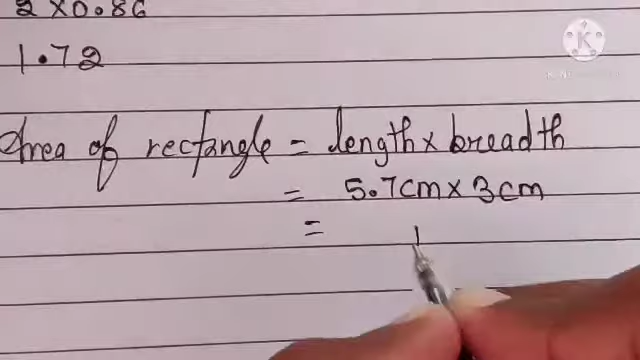 2 x 0.86
1.72
Area of rectangle = length x breadth
= 5.7cm x 3cm
=
K